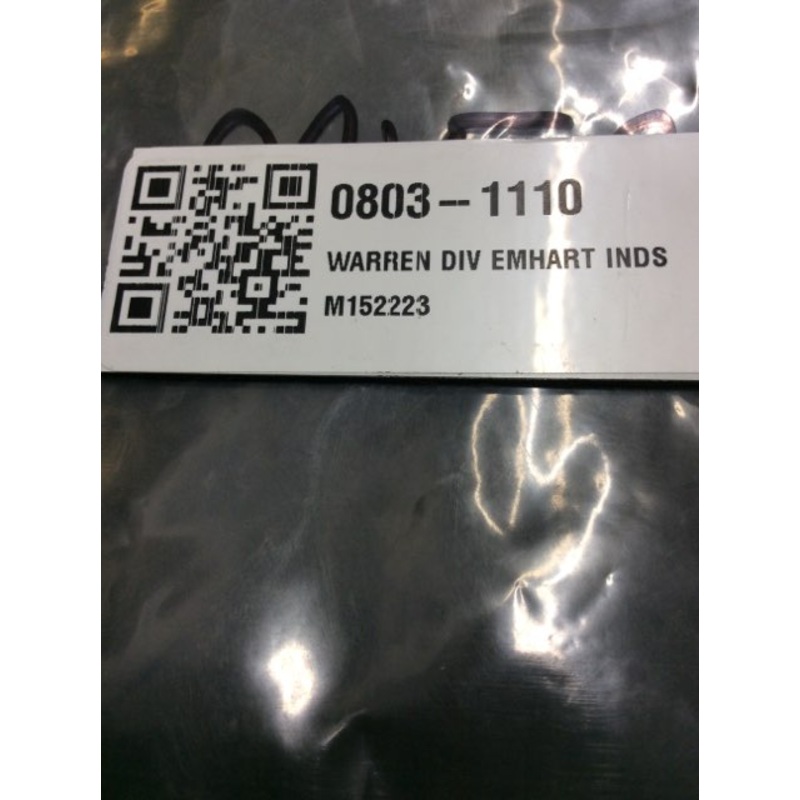 0803–1110
WARREN DIV EMHART INDS
M152223